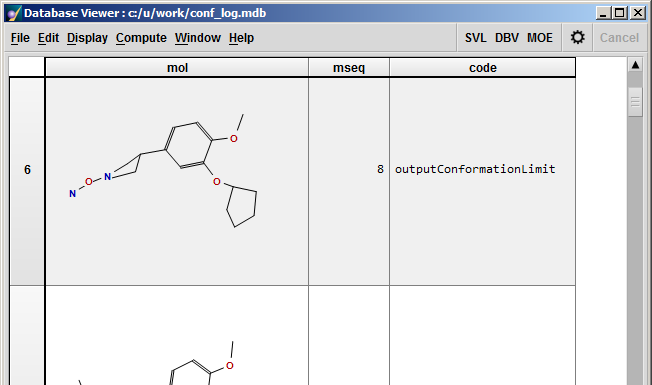 Database Viewer : c:/u/work/conf_log.mdb
File Edit Display Compute Window Help SVL DBV MOE Cancel
mol mseq code
6 8 outputConformationLimit
O
O
N
O
N
O
O